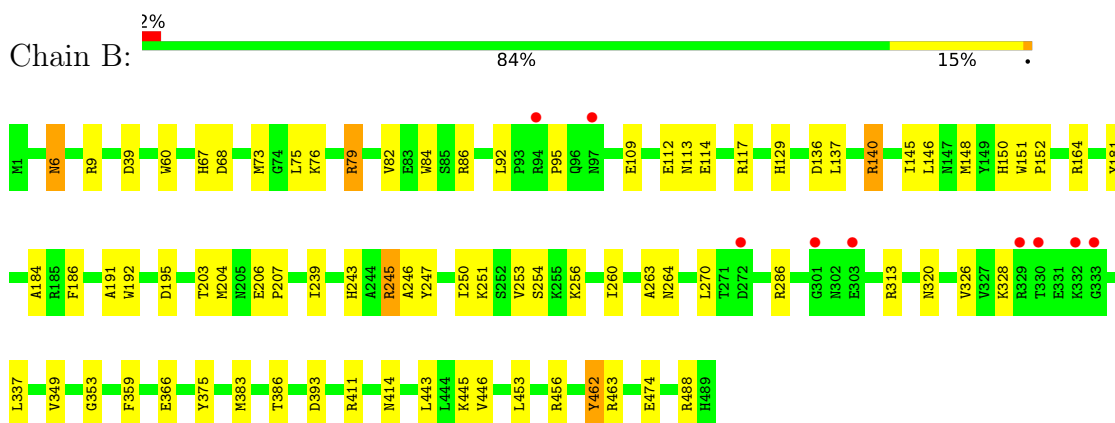 2%
Chain B:
84% 15% •
M1 N6 R9 D39 W60 H67 D68 M73 G74 L75 K76 R79 V82 E83 W84 S85 R86 L92 P93 R94 P95 Q96 N97 E109 E112 N113 E114 R117 H129 D136 L137 R140 I145 L146 N147 M148 Y149 H150 W151 P152 R164 Y181
A184 R185 F186 A191 W192 D195 T203 M204 N205 E206 P207 I239 H243 A244 R245 A246 Y247 I250 K251 S252 V253 S254 K255 K256 I260 A263 N264 L270 T271 D272 R286 G301 N302 E303 R313 N320 V326 V327 K328 R329 T330 E331 K332 G333
L337 V349 G353 F359 E366 Y375 M383 T386 D393 R411 N414 L443 L444 K445 V446 L453 R456 Y462 R463 E474 R488 H489